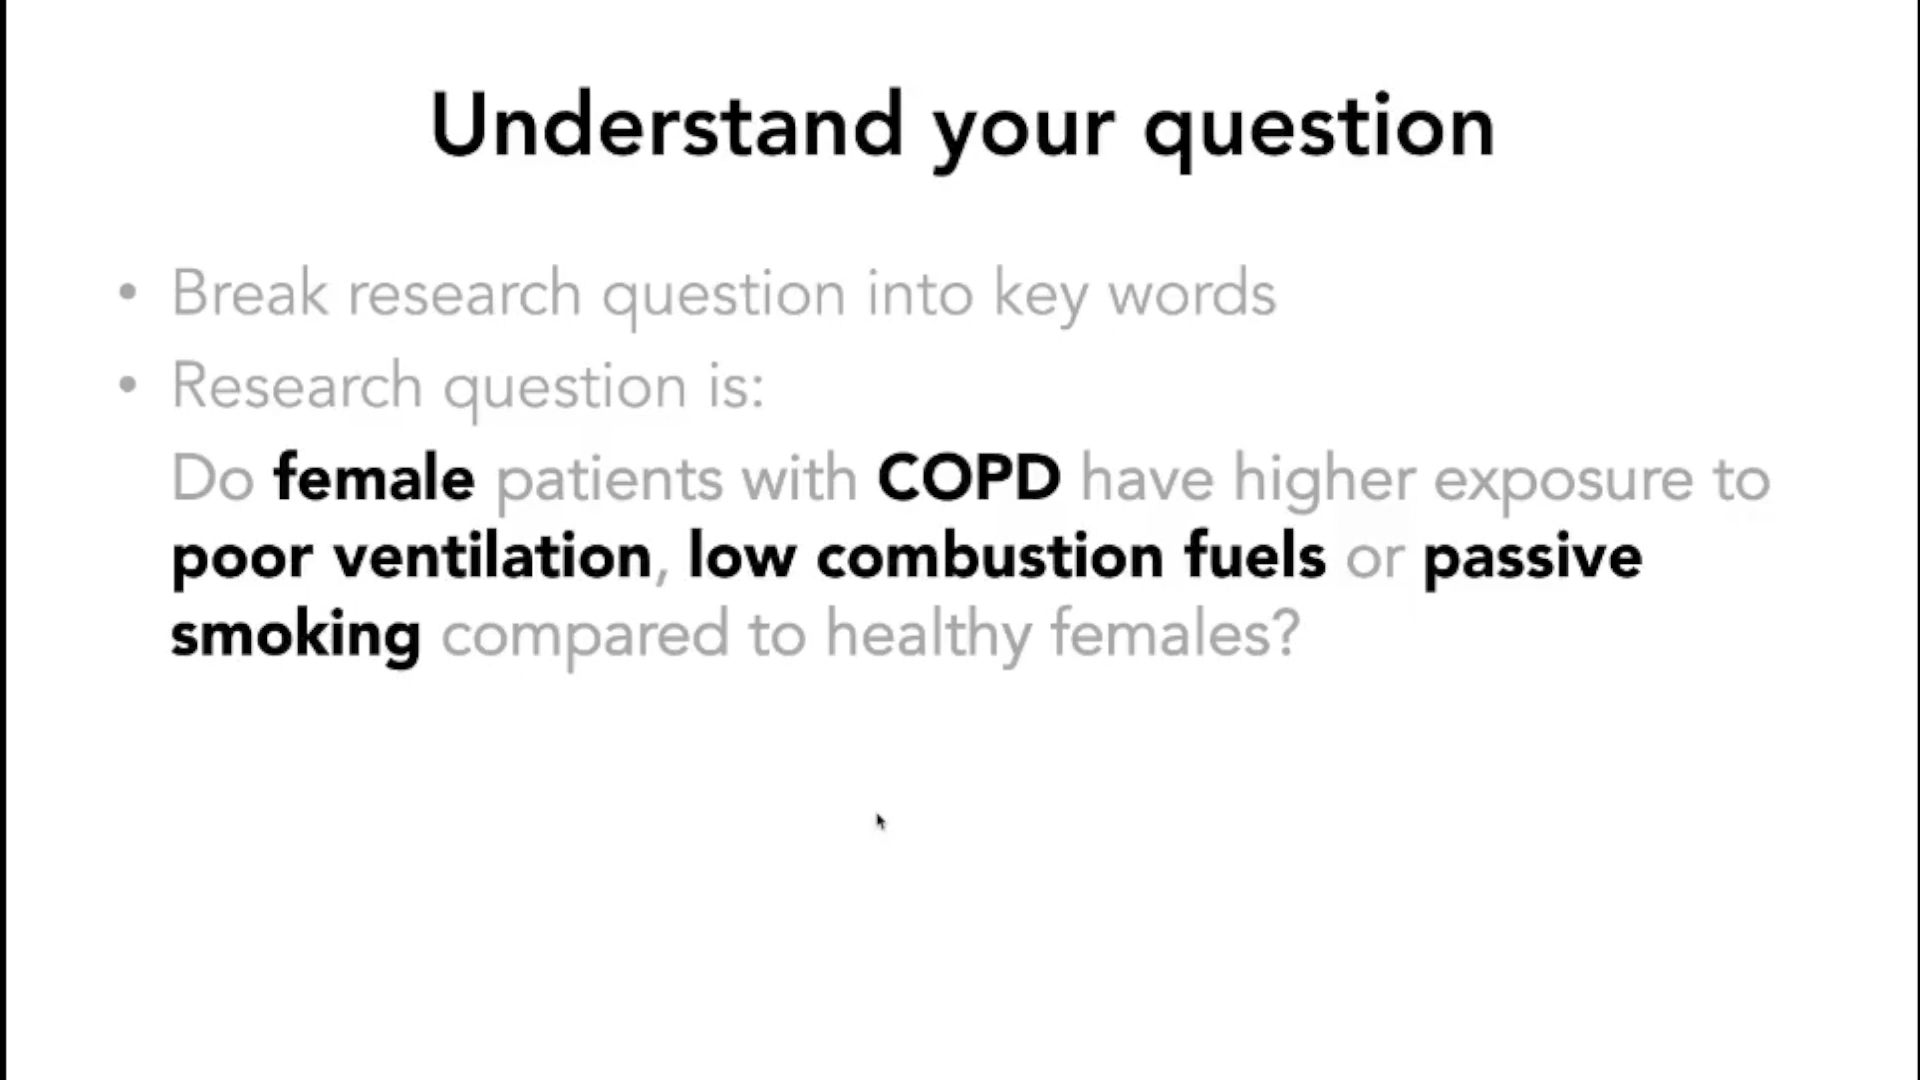 Understand your question
• Break research question into key words
• Research question is:
Do female patients with COPD have higher exposure to
poor ventilation, low combustion fuels or passive
smoking compared to healthy females?